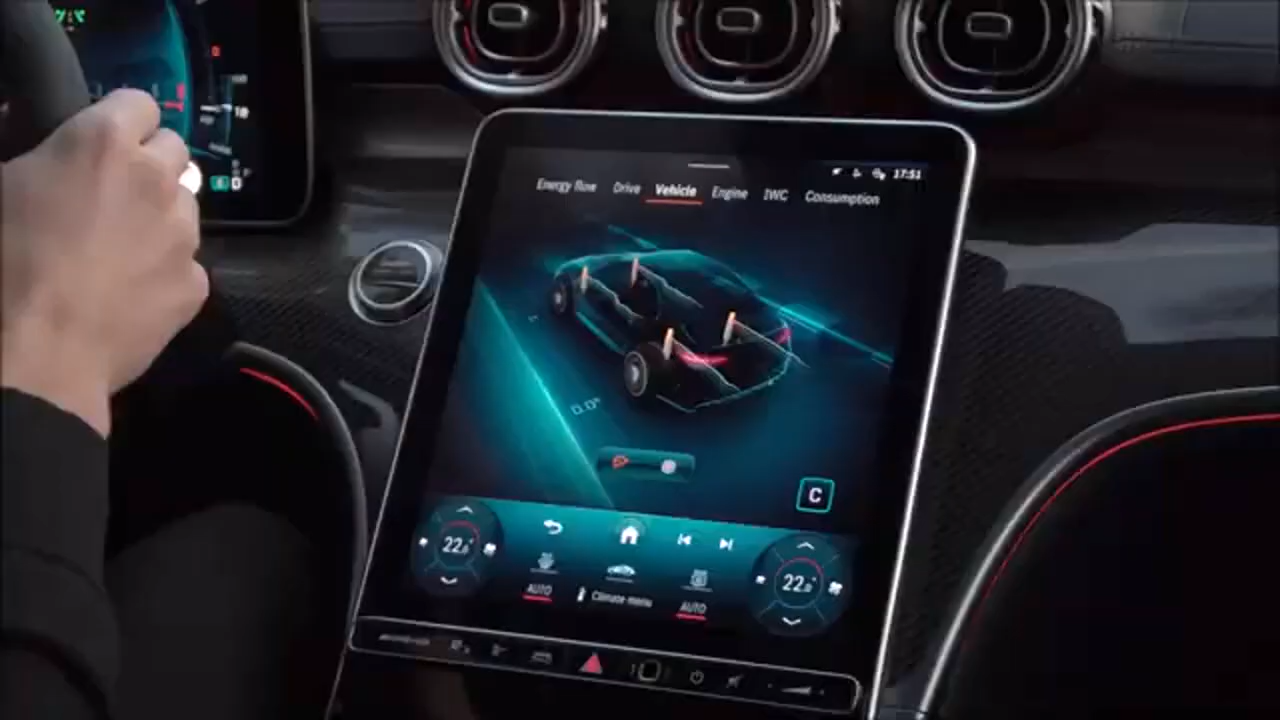 17:51
Energy flow Drive Vehicle Engine IWC Consumption
0.0°
C
22.0° 22.0°
AUTO Climate menu AUTO